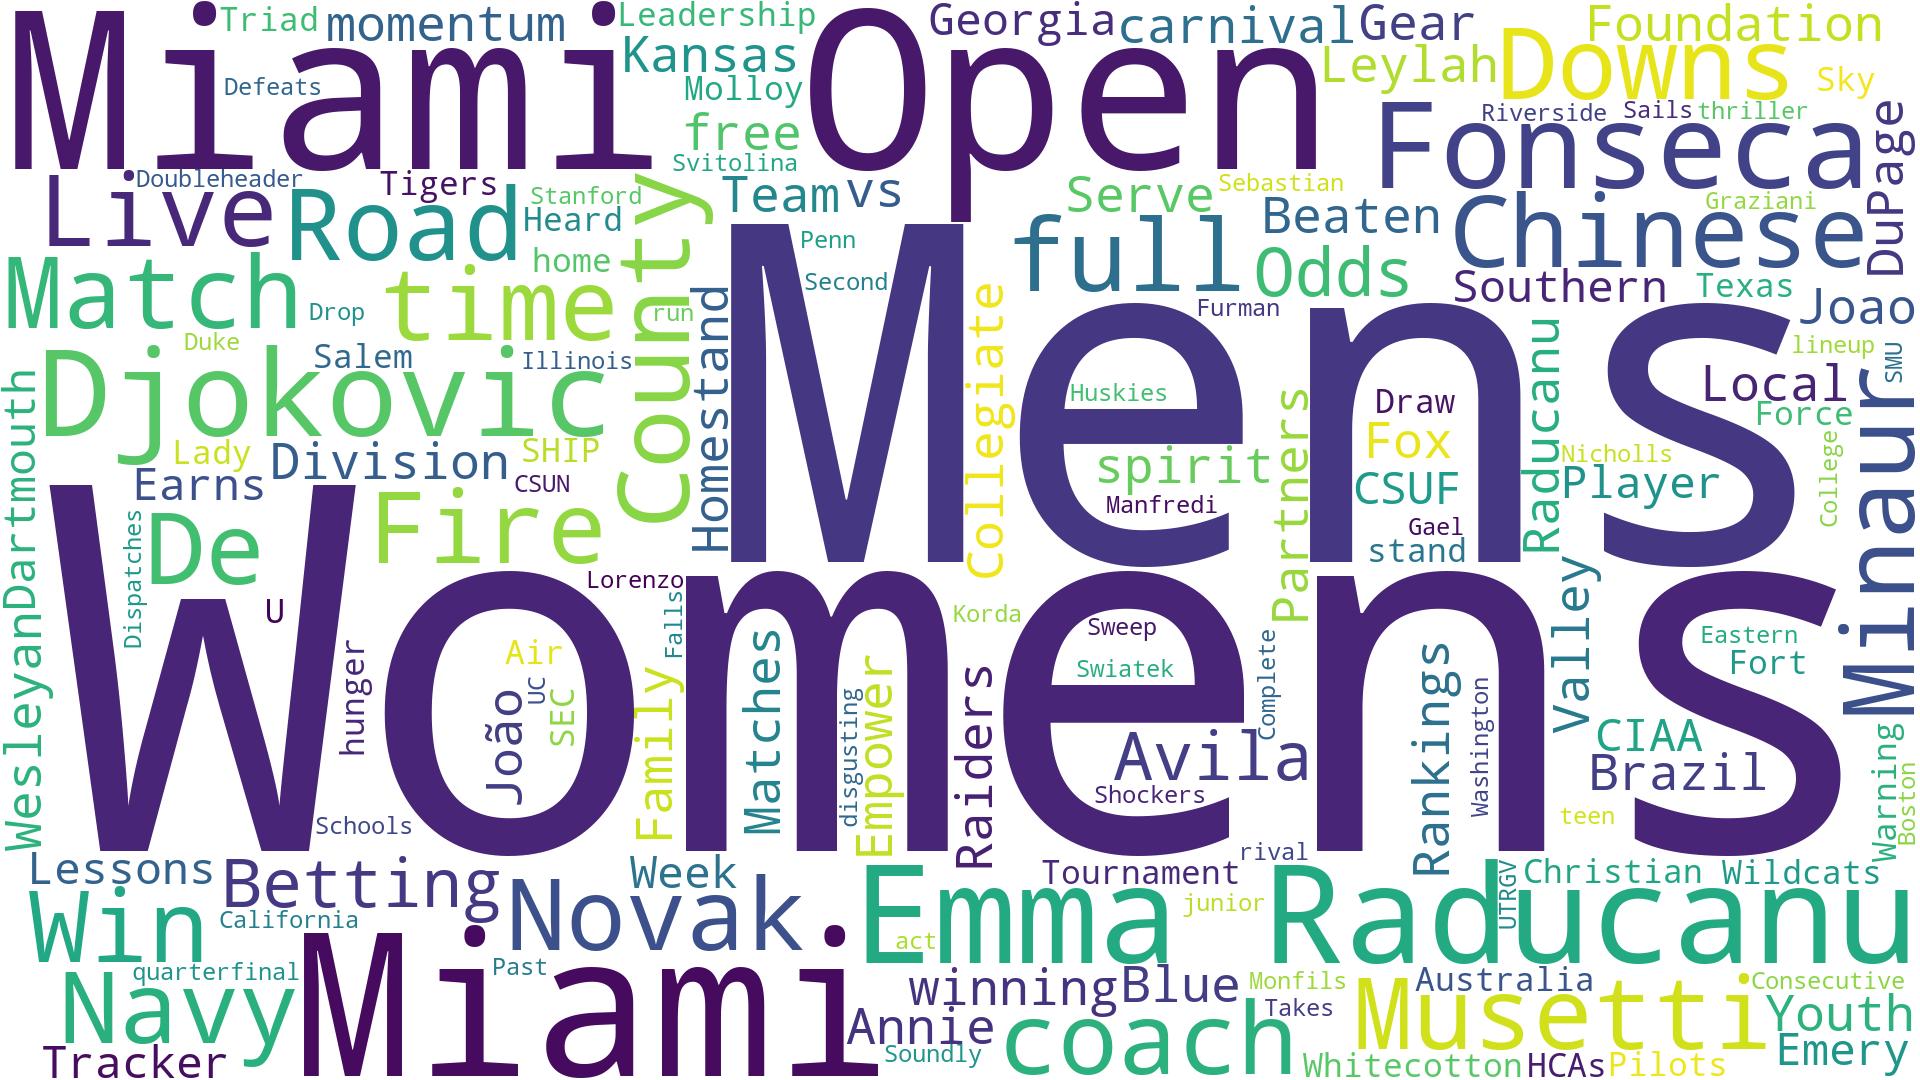 Miami
Open
Triad
momentum
Leadership
Georgia
carnival
Gear
Foundation
Kansas
Leylah
Downs
Sky
Defeats
Molloy
free
Svitolina
Fonseca
Riverside
Sails
thriller
DuPage
Doubleheader
Live
Road
Tigers
Stanford
Heard
home
County
Team
vs
Serve
Sebastian
Beaten
Chinese
Graziani
Penn
Second
full
Odds
Southern
Texas
Joao
Match
Drop
time
run
Homestand
Mens
Furman
Collegiate
Duke
Djokovic
Salem
Illinois
Huskies
Partners
Draw
Fox
CSUF
Gael
stand
Raducanu
Local
Force
lineup
SMU
Minaur
Nicholls
Player
College
spirit
Manfredi
Dartmouth
Lady
Division
SHIP
Earns
CSUN
De
Fire
Dispatches
Womens
U
Lorenzo
Falls
Korda
Sweep
Swiatek
Complete
Valley
Eastern
Fort
Wesleyan
hunger
Air
UC
SEC
João
Family
Matches
disgusting
Empower
Raiders
Avila
Shockers
Rankings
Washington
CIAA
Brazil
teen
Warning
Boston
Schools
Lessons
Betting
Week
Tournament
rival
Christian
Wildcats
Win
California
Novak
Emma
junior
Raducanu
UTRGV
act
Navy
quarterfinal
Miami
Past
winning
Blue
Monfils
Australia
Consecutive
Takes
Musetti
Youth
Annie
coach
Tracker
Soundly
Whitecotton
HCAs
Pilots
Emery